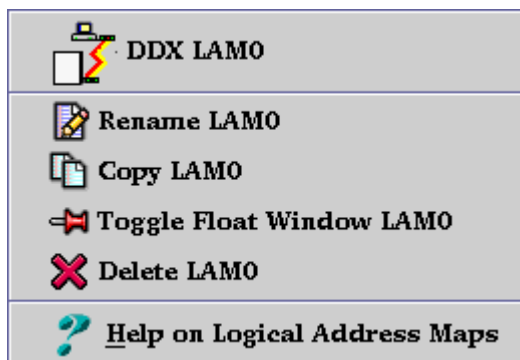 DDX LAM0
Rename LAM0
Copy LAM0
Toggle Float Window LAM0
Delete LAM0
Help on Logical Address Maps